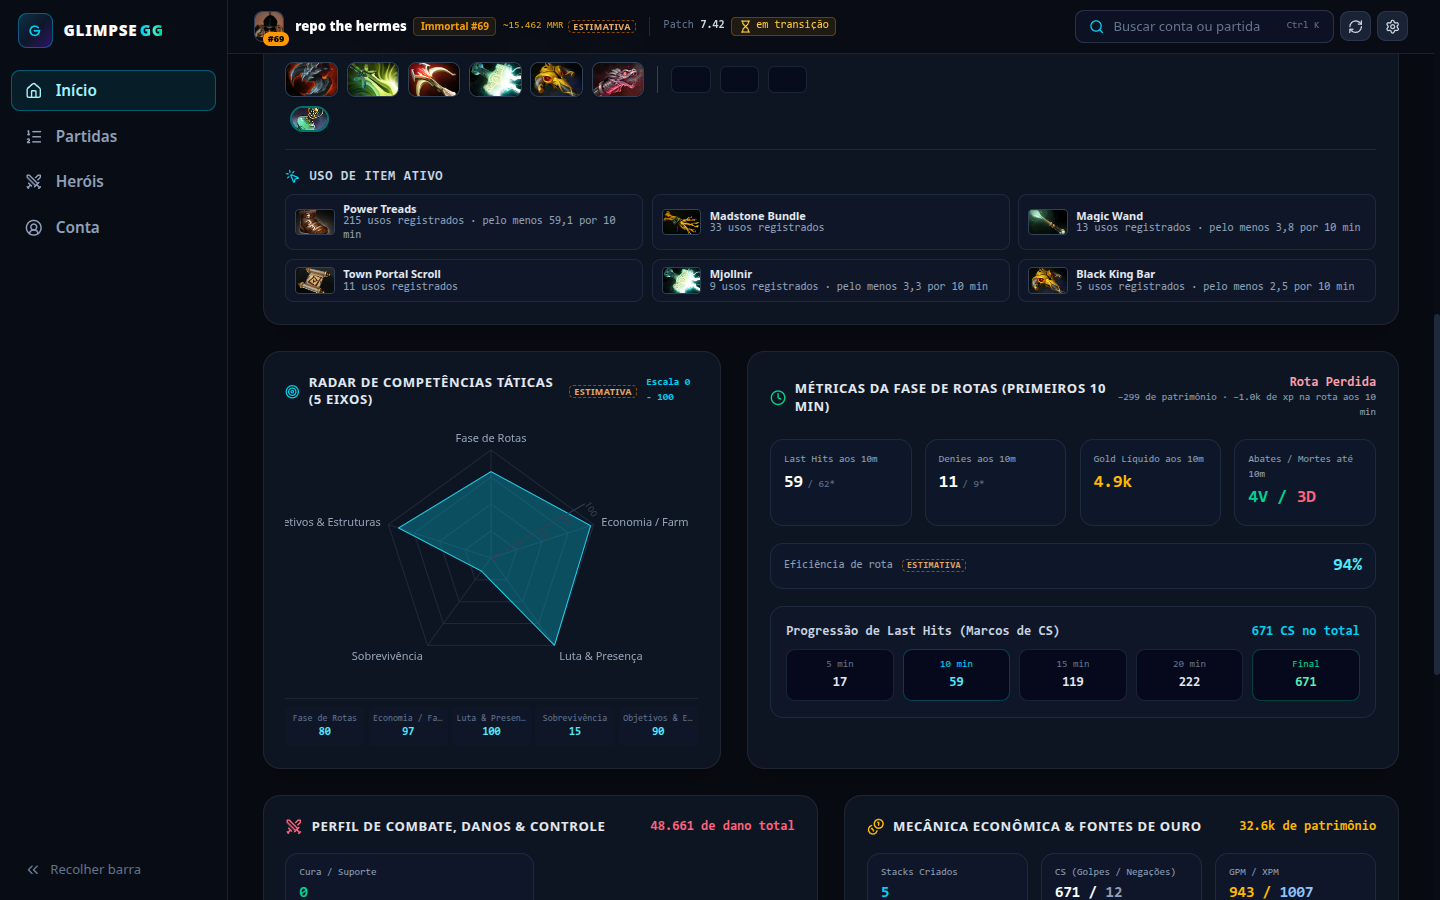 GLIMPSE GG
repo the hermes
#69
Immortal #69
~15.462 MMR
ESTIMATIVA
Patch 7.42
em transição
Buscar conta ou partida
Ctrl K
Início
Partidas
Heróis
Conta
Recolher barra
USO DE ITEM ATIVO
Power Treads
215 usos registrados · pelo menos 59,1 por 10
min
Madstone Bundle
33 usos registrados
Magic Wand
13 usos registrados · pelo menos 3,8 por 10 min
Town Portal Scroll
11 usos registrados
Mjollnir
9 usos registrados · pelo menos 3,3 por 10 min
Black King Bar
5 usos registrados · pelo menos 2,5 por 10 min
RADAR DE COMPETÊNCIAS TÁTICAS
(5 EIXOS)
ESTIMATIVA
Escala 0
- 100
Fase de Rotas
etivos & Estruturas
100
Economia / Farm
Sobrevivência
Luta & Presença
Fase de Rotas
80
Economia / Fa…
97
Luta & Presen…
100
Sobrevivência
15
Objetivos & E…
90
MÉTRICAS DA FASE DE ROTAS (PRIMEIROS 10
MIN)
Rota Perdida
−299 de patrimônio · −1.0k de xp na rota aos 10
min
Last Hits aos 10m
59 / 62*
Denies aos 10m
11 / 9*
Gold Líquido aos 10m
4.9k
Abates / Mortes até
10m
4V / 3D
Eficiência de rota
ESTIMATIVA
94%
Progressão de Last Hits (Marcos de CS)
671 CS no total
5 min
17
10 min
59
15 min
119
20 min
222
Final
671
PERFIL DE COMBATE, DANOS & CONTROLE
48.661 de dano total
Cura / Suporte
0
MECÂNICA ECONÔMICA & FONTES DE OURO
32.6k de patrimônio
Stacks Criados
5
CS (Golpes / Negações)
671 / 12
GPM / XPM
943 / 1007